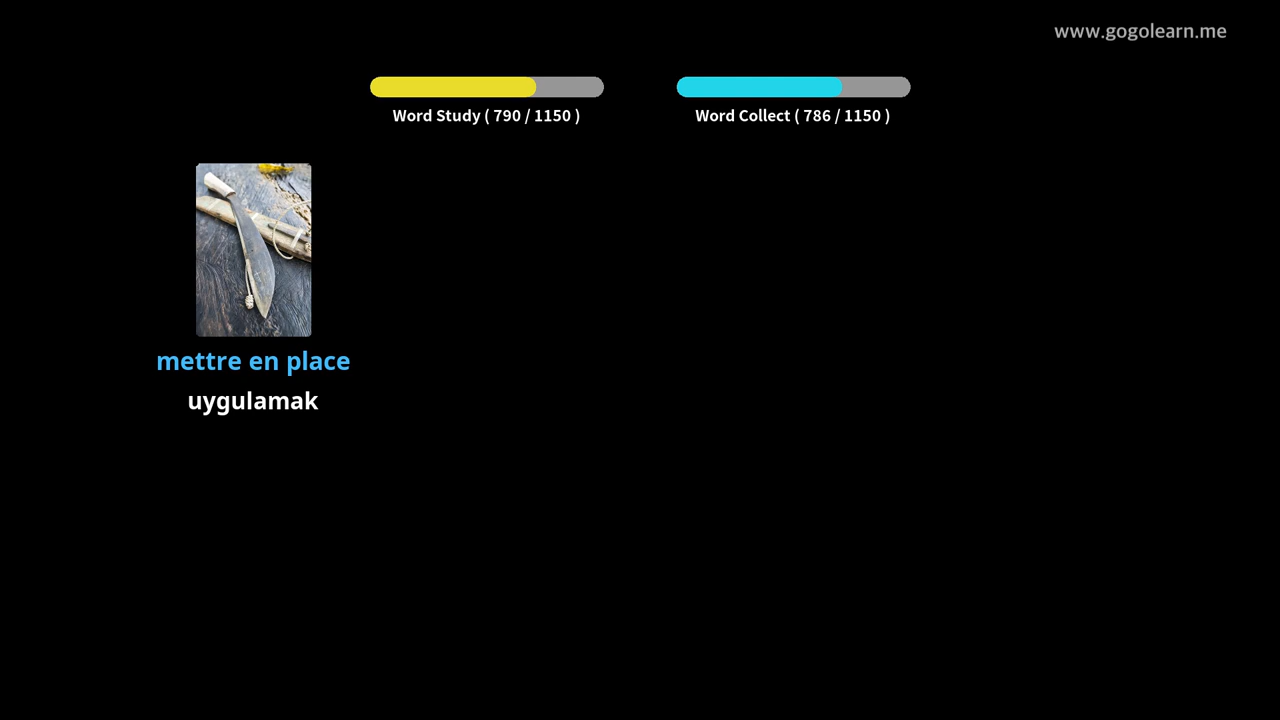 www.gogolearn.me
Word Study ( 790 / 1150 )
Word Collect ( 786 / 1150 )
mettre en place
uygulamak